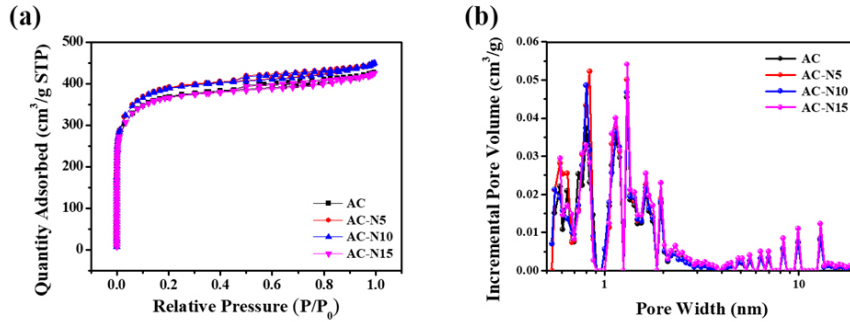 (a)
Quantity Adsorbed (cm³/g STP)
500
400
300
200
100
0
0.0 0.2 0.4 0.6 0.8 1.0
Relative Pressure (P/P₀)
AC
AC-N5
AC-N10
AC-N15
(b)
Incremental Pore Volume (cm³/g)
0.06
0.05
0.04
0.03
0.02
0.01
0.00
1 10
Pore Width (nm)
AC
AC-N5
AC-N10
AC-N15